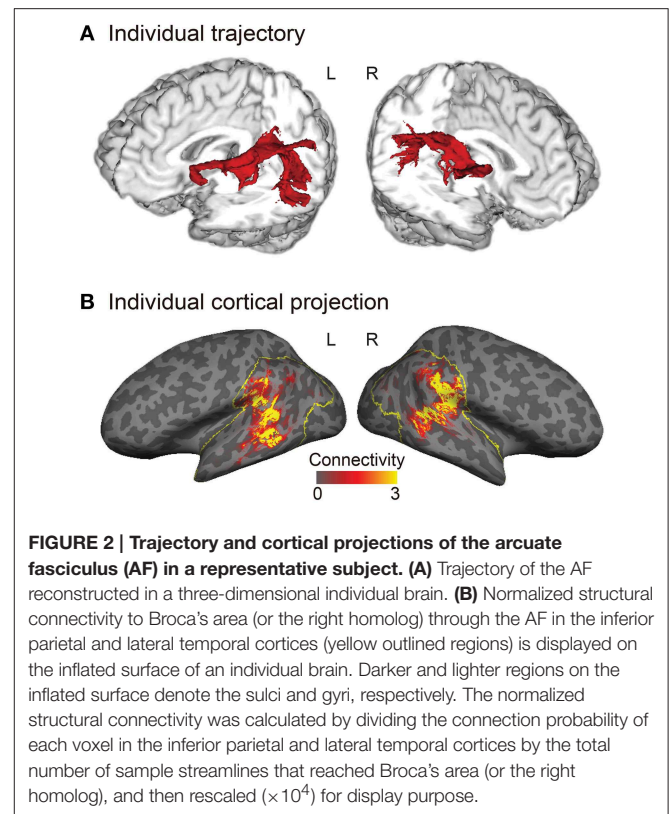 A Individual trajectory
L R
B Individual cortical projection
L R
Connectivity
0 3
FIGURE 2 | Trajectory and cortical projections of the arcuate
fasciculus (AF) in a representative subject. (A) Trajectory of the AF
reconstructed in a three-dimensional individual brain. (B) Normalized structural
connectivity to Broca's area (or the right homolog) through the AF in the inferior
parietal and lateral temporal cortices (yellow outlined regions) is displayed on
the inflated surface of an individual brain. Darker and lighter regions on the
inflated surface denote the sulci and gyri, respectively. The normalized
structural connectivity was calculated by dividing the connection probability of
each voxel in the inferior parietal and lateral temporal cortices by the total
number of sample streamlines that reached Broca's area (or the right
homolog), and then rescaled (×10⁴) for display purpose.